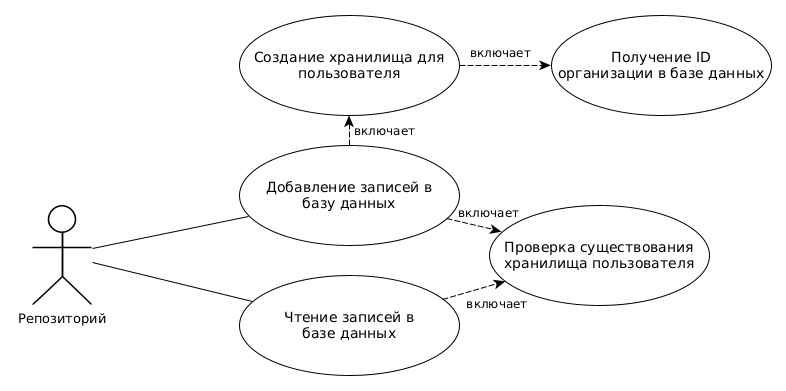 Создание хранилища для
пользователя
включает
Получение ID
организации в базе данных
включает
Добавление записей в
базу данных
включает
Проверка существования
хранилища пользователя
Репозиторий
Чтение записей в
базе данных
включает